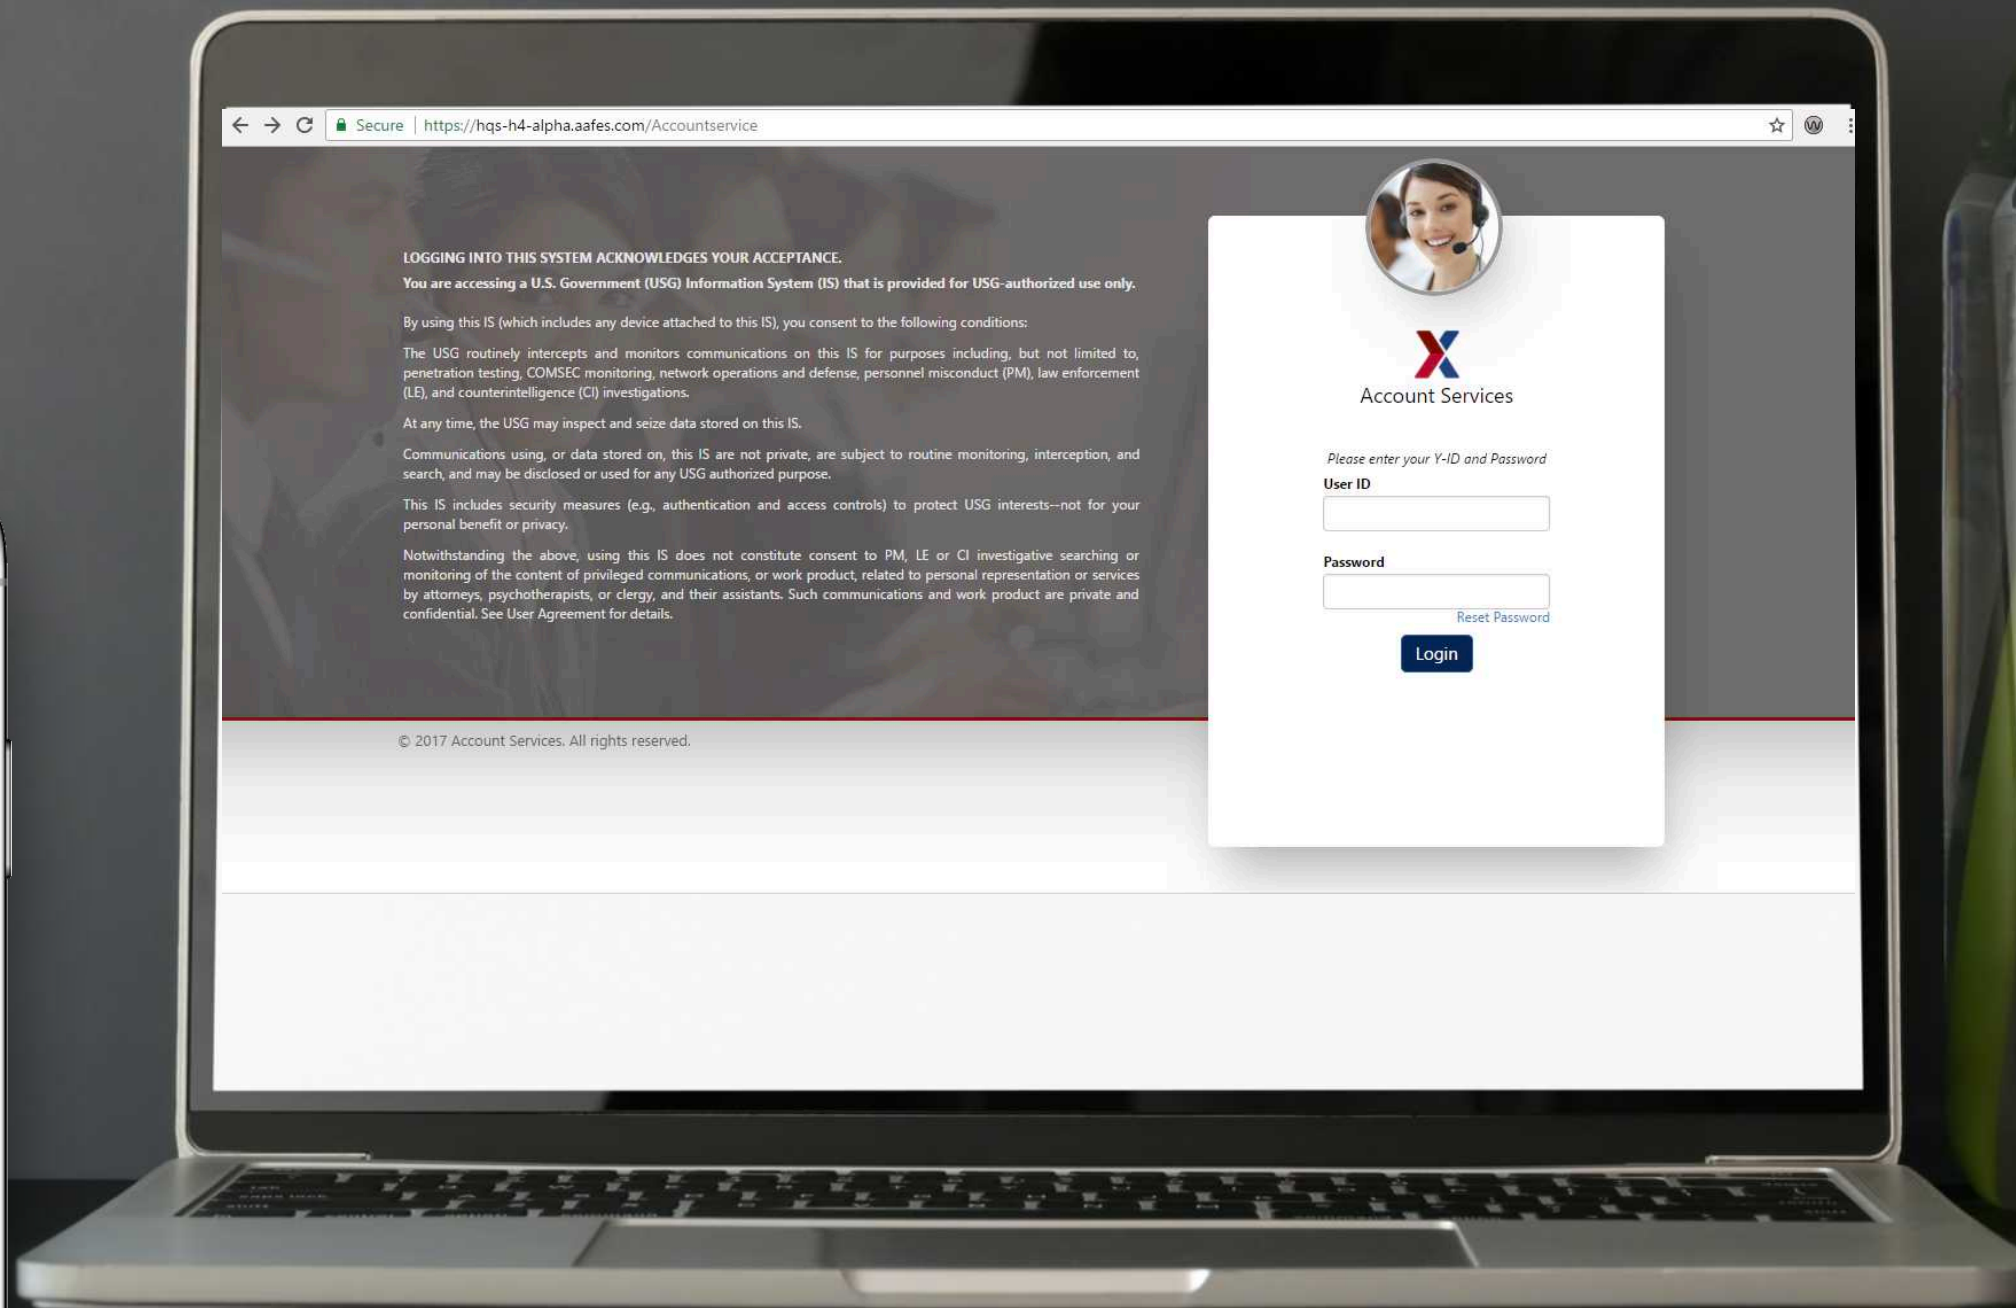 Secure | https://hqs-h4-alpha.aafes.com/Accountservice
LOGGING INTO THIS SYSTEM ACKNOWLEDGES YOUR ACCEPTANCE.
You are accessing a U.S. Government (USG) Information System (IS) that is provided for USG-authorized use only.
By using this IS (which includes any device attached to this IS), you consent to the following conditions:
The USG routinely intercepts and monitors communications on this IS for purposes including, but not limited to,
penetration testing, COMSEC monitoring, network operations and defense, personnel misconduct (PM), law enforcement
(LE), and counterintelligence (CI) investigations.
At any time, the USG may inspect and seize data stored on this IS.
Communications using, or data stored on, this IS are not private, are subject to routine monitoring, interception, and
search, and may be disclosed or used for any USG authorized purpose.
This IS includes security measures (e.g., authentication and access controls) to protect USG interests--not for your
personal benefit or privacy.
Notwithstanding the above, using this IS does not constitute consent to PM, LE or CI investigative searching or
monitoring of the content of privileged communications, or work product, related to personal representation or services
by attorneys, psychotherapists, or clergy, and their assistants. Such communications and work product are private and
confidential. See User Agreement for details.
© 2017 Account Services. All rights reserved.
X
Account Services
Please enter your Y-ID and Password
User ID
Password
Reset Password
Login